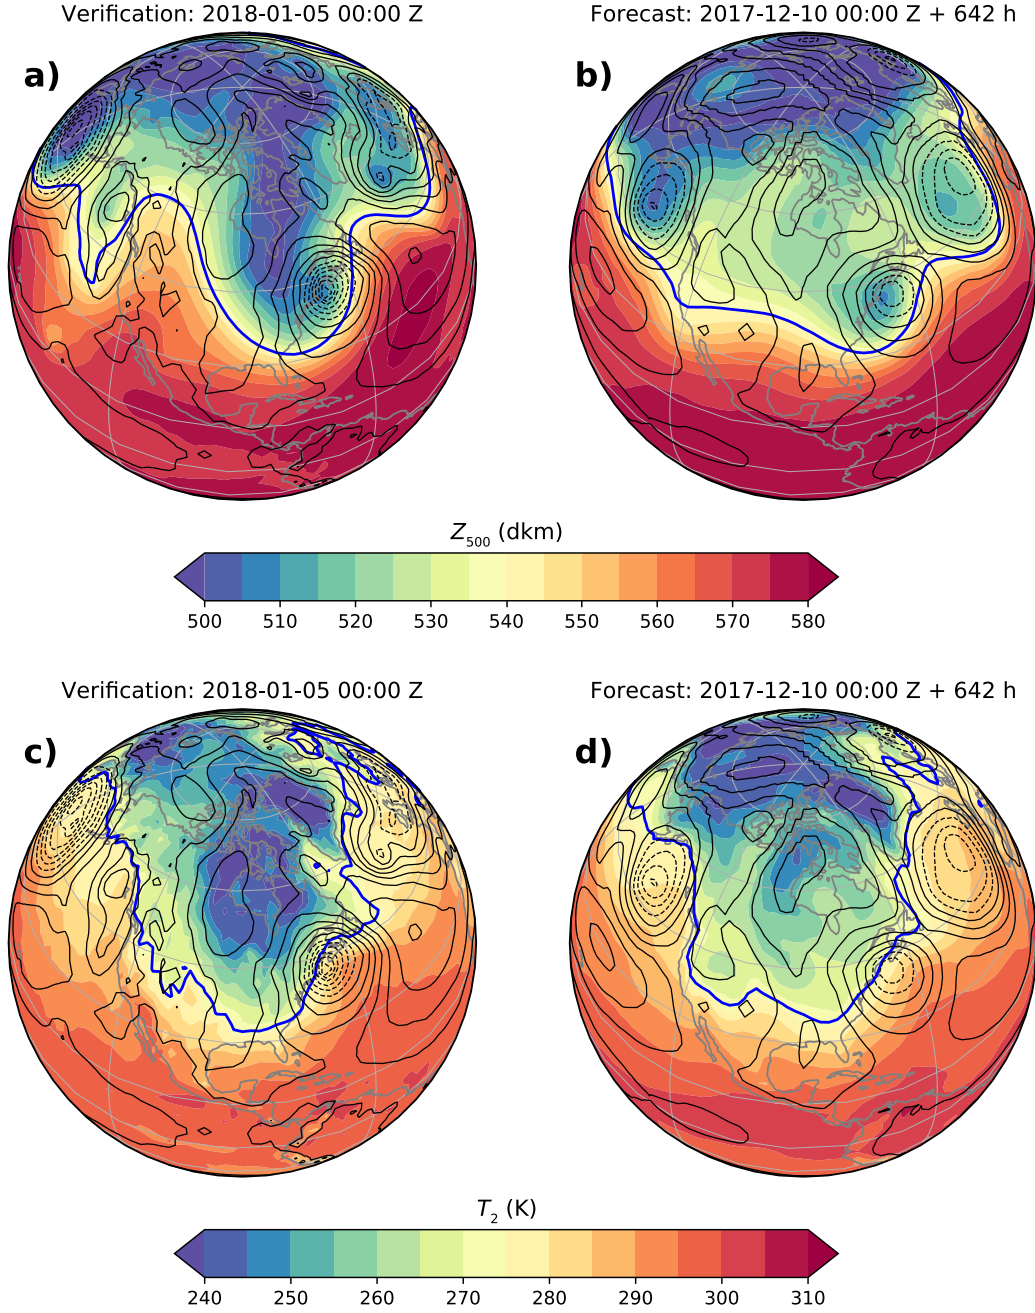 Verification: 2018-01-05 00:00 Z
Forecast: 2017-12-10 00:00 Z + 642 h
a)
b)
Z500 (dkm)
500 510 520 530 540 550 560 570 580
Verification: 2018-01-05 00:00 Z
Forecast: 2017-12-10 00:00 Z + 642 h
c)
d)
T2 (K)
240 250 260 270 280 290 300 310